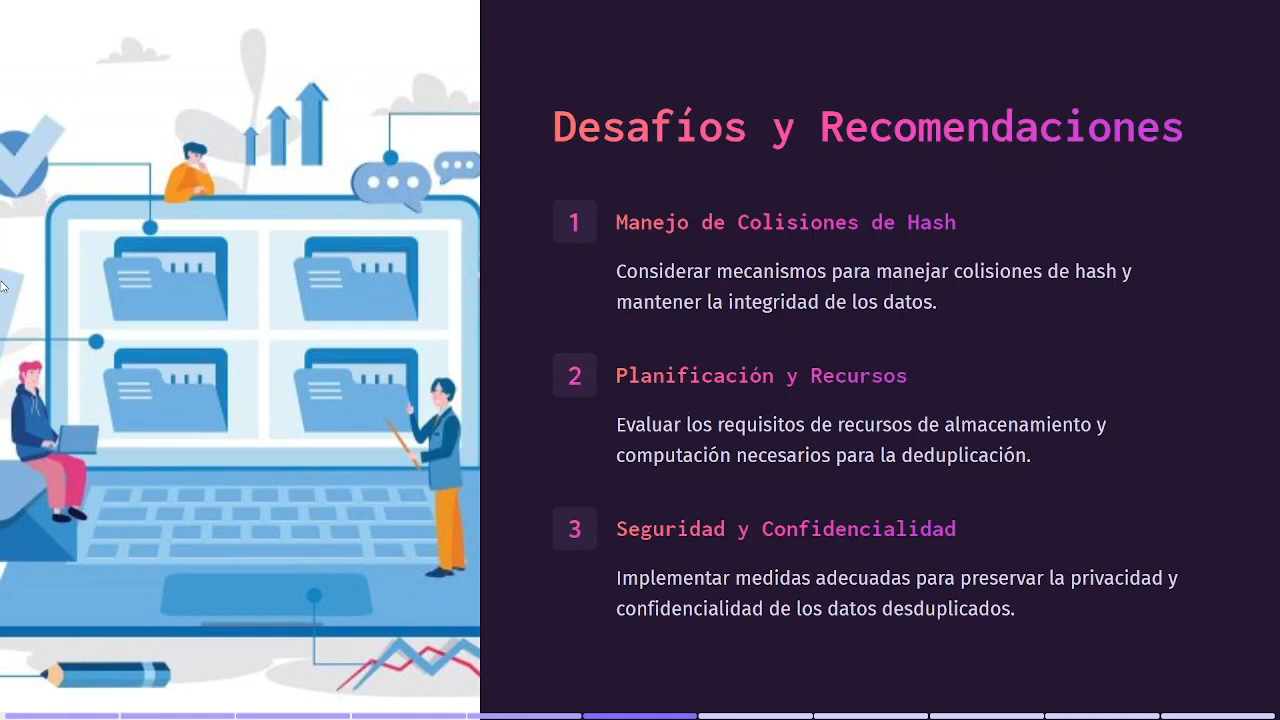 Desafíos y Recomendaciones
1 Manejo de Colisiones de Hash
Considerar mecanismos para manejar colisiones de hash y
mantener la integridad de los datos.
2 Planificación y Recursos
Evaluar los requisitos de recursos de almacenamiento y
computación necesarios para la deduplicación.
3 Seguridad y Confidencialidad
Implementar medidas adecuadas para preservar la privacidad y
confidencialidad de los datos desduplicados.